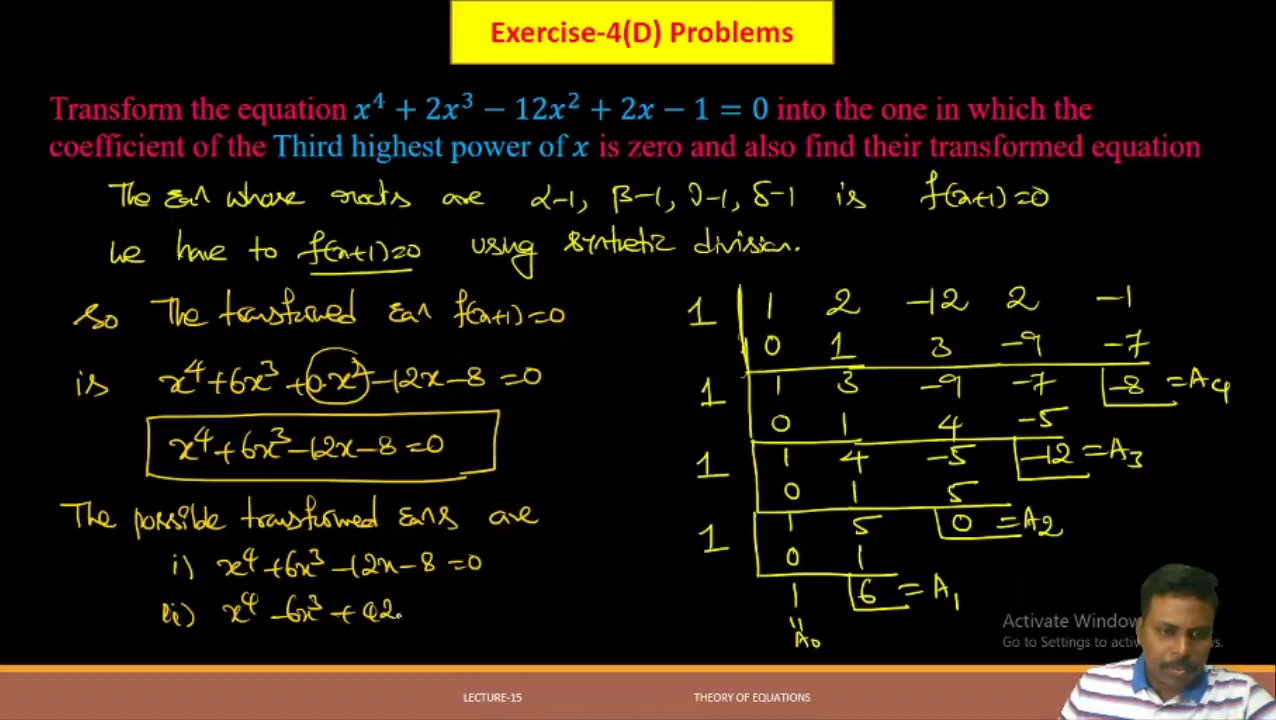 Exercise-4(D) Problems
Transform the equation x⁴ + 2x³ − 12x² + 2x − 1 = 0 into the one in which the
coefficient of the Third highest power of x is zero and also find their transformed equation
The Eqn whose roots are α-1, β-1, γ-1, δ-1 is f(x+1)=0
We have to f(x+1)=0 using synthetic division.
So The transformed Eqn f(x+1)=0
is x⁴+6x³+0·x²-12x-8=0
x⁴+6x³-12x-8=0
The possible transformed Eqns are
i) x⁴+6x³-12x-8=0
ii) x⁴-6x³+42
1 1 2 -12 2 -1
0 1 3 -9 -7
1 1 3 -9 -7 -8 = A₄
0 1 4 -5
1 1 4 -5 -12 = A₃
0 1 5
1 1 5 0 = A₂
0 1
1 6 = A₁
"
A₀
Activate Window
Go to Settings to activ ws.
LECTURE-15 THEORY OF EQUATIONS